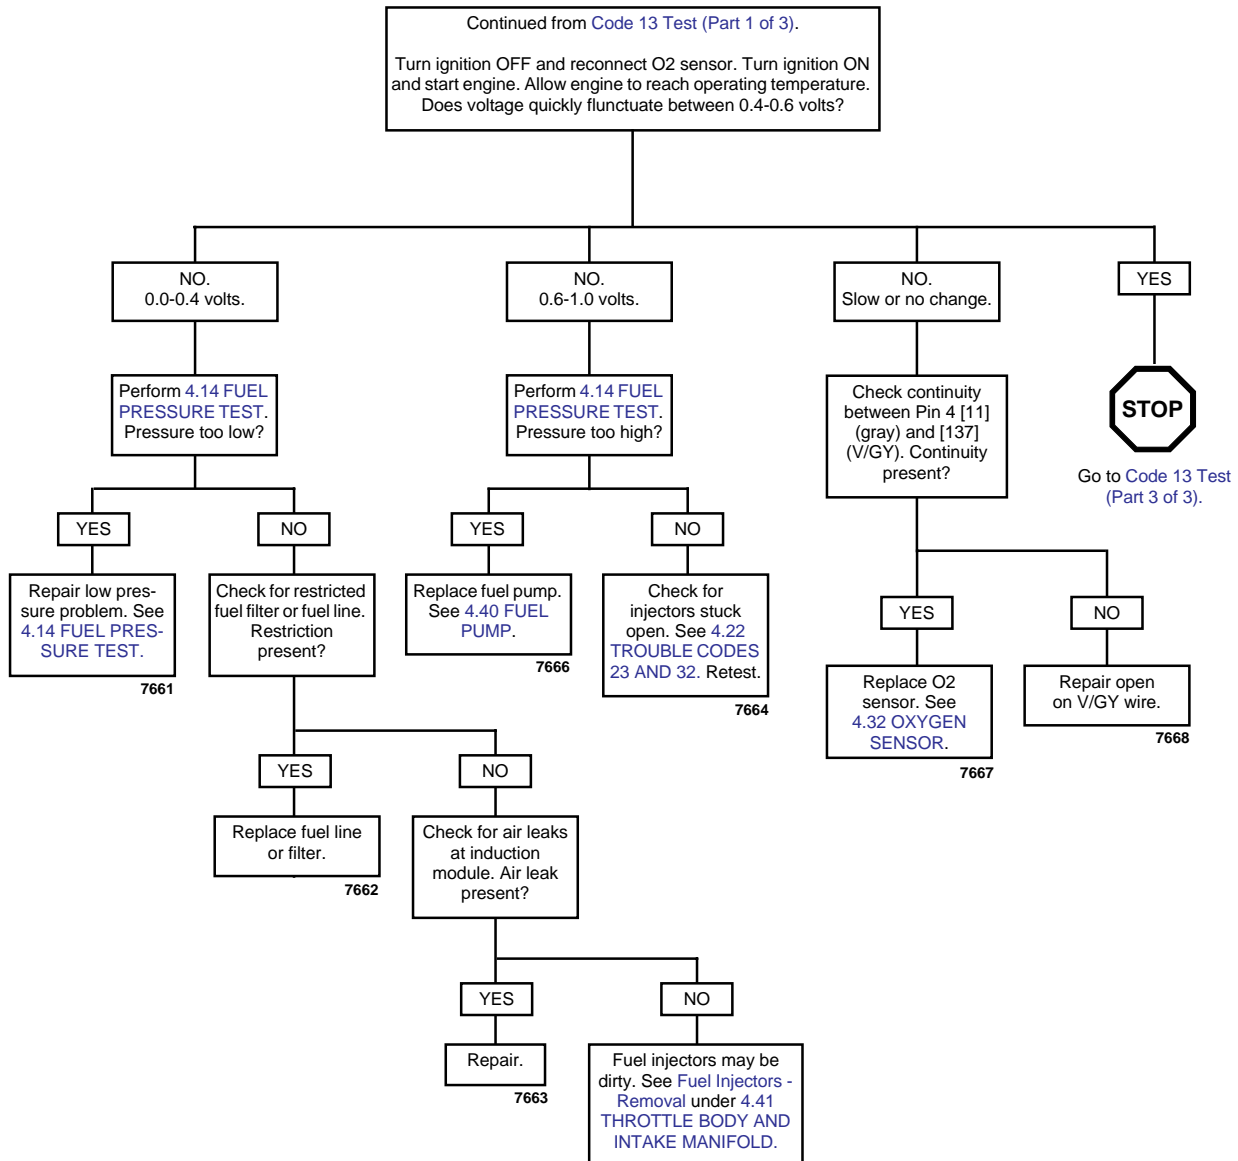 Continued from Code 13 Test (Part 1 of 3).
Turn ignition OFF and reconnect O2 sensor. Turn ignition ON
and start engine. Allow engine to reach operating temperature.
Does voltage quickly flunctuate between 0.4-0.6 volts?
NO.
0.0-0.4 volts.
NO.
0.6-1.0 volts.
NO.
Slow or no change.
YES
Perform 4.14 FUEL
PRESSURE TEST.
Pressure too low?
Perform 4.14 FUEL
PRESSURE TEST.
Pressure too high?
Check continuity
between Pin 4 [11]
(gray) and [137]
(V/GY). Continuity
present?
STOP
Go to Code 13 Test
(Part 3 of 3).
YES
NO
YES
NO
Repair low pres-
sure problem. See
4.14 FUEL PRES-
SURE TEST.
7661
Check for restricted
fuel filter or fuel line.
Restriction
present?
Replace fuel pump.
See 4.40 FUEL
PUMP.
7666
Check for
injectors stuck
open. See 4.22
TROUBLE CODES
23 AND 32. Retest.
7664
YES
NO
Replace O2
sensor. See
4.32 OXYGEN
SENSOR.
7667
Repair open
on V/GY wire.
7668
YES
NO
Replace fuel line
or filter.
7662
Check for air leaks
at induction
module. Air leak
present?
YES
NO
Repair.
7663
Fuel injectors may be
dirty. See Fuel Injectors -
Removal under 4.41
THROTTLE BODY AND
INTAKE MANIFOLD.